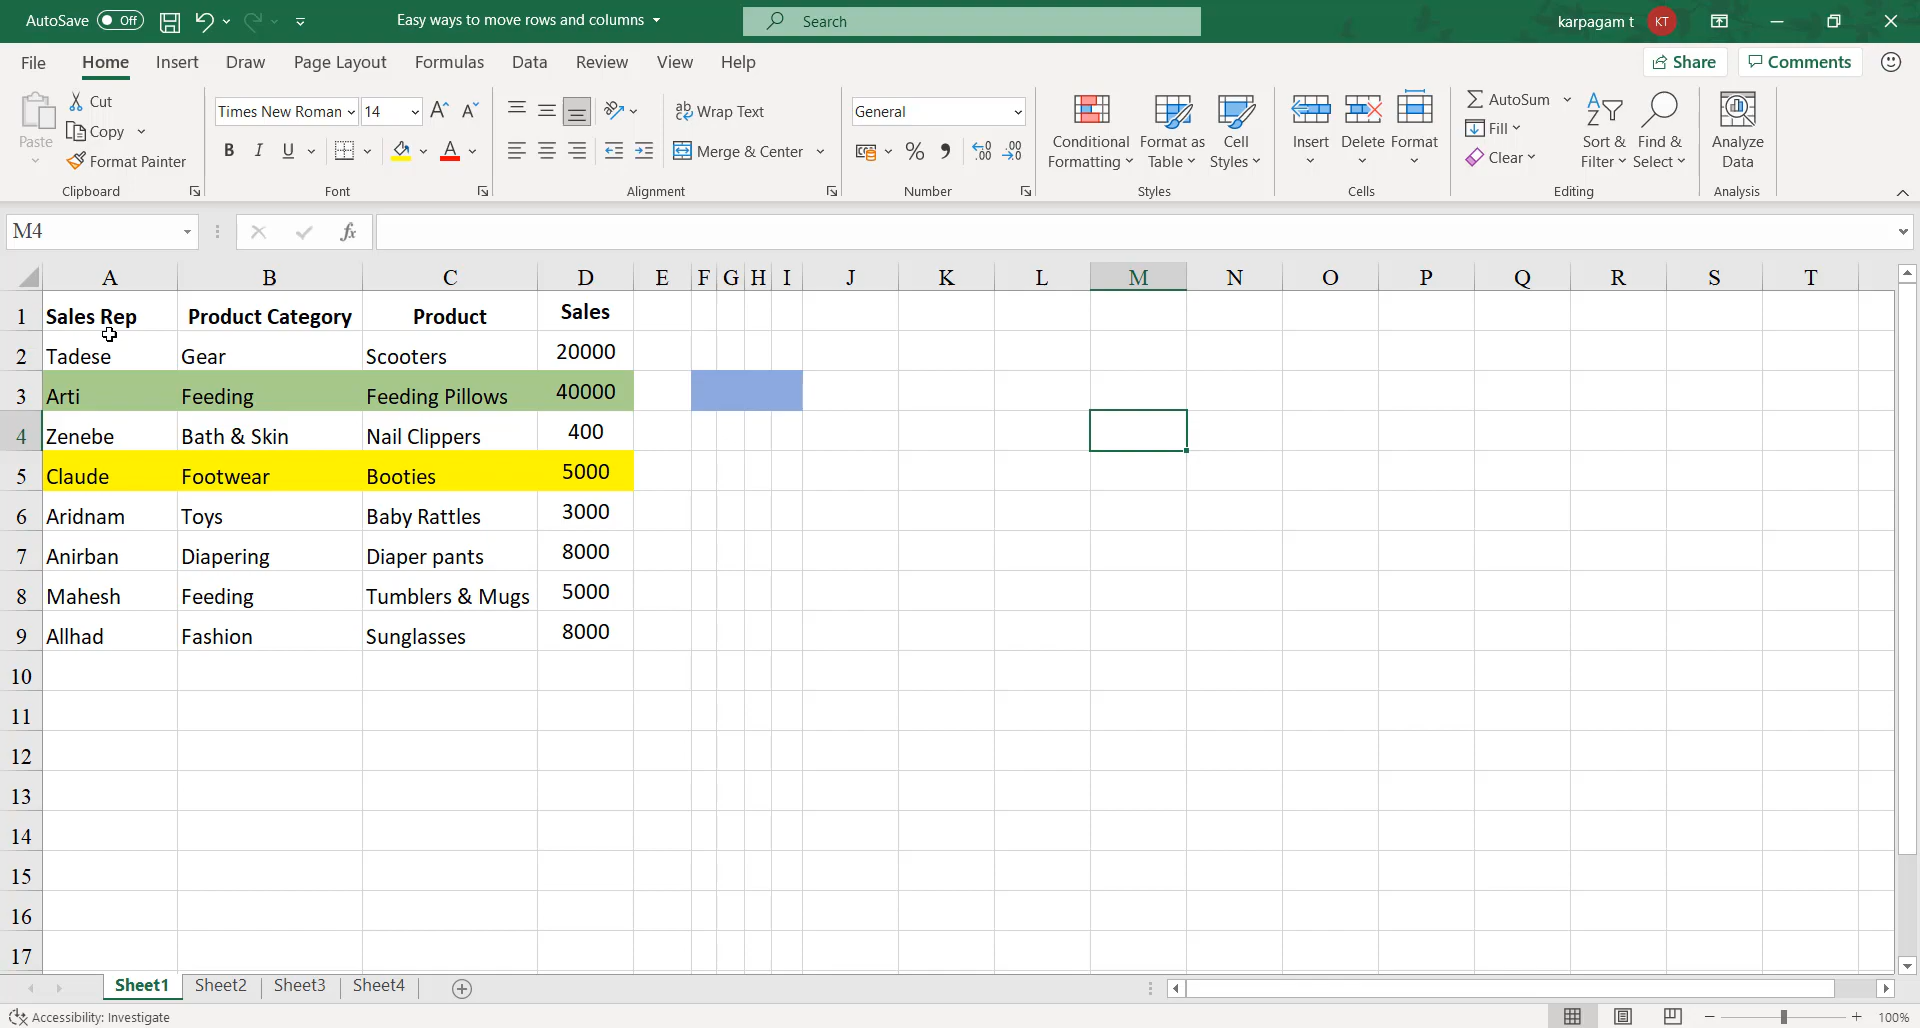 AutoSave Off Easy ways to move rows and columns Search karpagam t KT
File Home Insert Draw Page Layout Formulas Data Review View Help Share Comments
Paste Cut Copy Format Painter Clipboard
Times New Roman 14 B I U A Font
ab Wrap Text Merge & Center Alignment
General % , .00 Number
Conditional Formatting Format as Table Cell Styles Styles
Insert Delete Format Cells
AutoSum Fill Clear Sort & Filter Find & Select Editing
Analyze Data Analysis
M4 fx
A B C D E F G H I J K L M N O P Q R S T
1 Sales Rep Product Category Product Sales
2 Tadese Gear Scooters 20000
3 Arti Feeding Feeding Pillows 40000
4 Zenebe Bath & Skin Nail Clippers 400
5 Claude Footwear Booties 5000
6 Aridnam Toys Baby Rattles 3000
7 Anirban Diapering Diaper pants 8000
8 Mahesh Feeding Tumblers & Mugs 5000
9 Allhad Fashion Sunglasses 8000
10
11
12
13
14
15
16
17
Sheet1 Sheet2 Sheet3 Sheet4
Accessibility: Investigate 100%